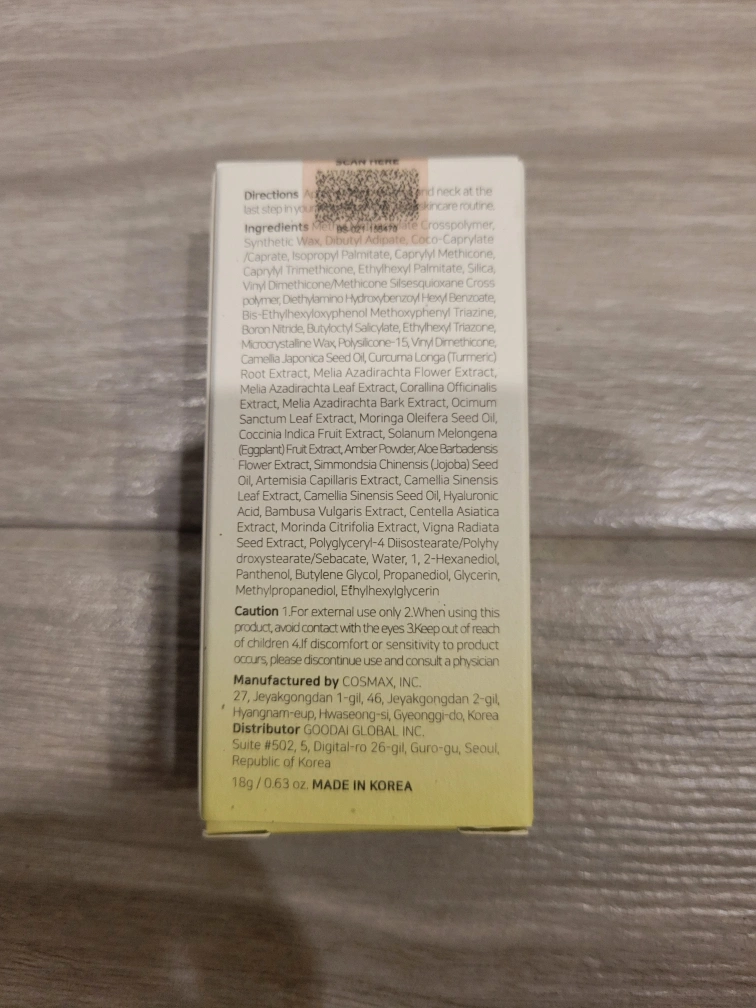 SCAN HERE
Directions nd neck at the
last step in your skincare routine.
Ingredients Crosspolymer,
Synthetic Wax, Dibutyl Adipate, Coco-Caprylate
/Caprate, Isopropyl Palmitate, Caprylyl Methicone,
Caprylyl Trimethicone, Ethylhexyl Palmitate, Silica,
Vinyl Dimethicone/Methicone Silsesquioxane Cross
polymer, Diethylamino Hydroxybenzoyl Hexyl Benzoate,
Bis-Ethylhexyloxyphenol Methoxyphenyl Triazine,
Boron Nitride, Butyloctyl Salicylate, Ethylhexyl Triazone,
Microcrystalline Wax, Polysilicone-15, Vinyl Dimethicone,
Camellia Japonica Seed Oil, Curcuma Longa (Turmeric)
Root Extract, Melia Azadirachta Flower Extract,
Melia Azadirachta Leaf Extract, Corallina Officinalis
Extract, Melia Azadirachta Bark Extract, Ocimum
Sanctum Leaf Extract, Moringa Oleifera Seed Oil,
Coccinia Indica Fruit Extract, Solanum Melongena
(Eggplant) Fruit Extract, Amber Powder, Aloe Barbadensis
Flower Extract, Simmondsia Chinensis (Jojoba) Seed
Oil, Artemisia Capillaris Extract, Camellia Sinensis
Leaf Extract, Camellia Sinensis Seed Oil, Hyaluronic
Acid, Bambusa Vulgaris Extract, Centella Asiatica
Extract, Morinda Citrifolia Extract, Vigna Radiata
Seed Extract, Polyglyceryl-4 Diisostearate/Polyhy
droxystearate/Sebacate, Water, 1, 2-Hexanediol,
Panthenol, Butylene Glycol, Propanediol, Glycerin,
Methylpropanediol, Ethylhexylglycerin
Caution 1.For external use only 2.When using this
product, avoid contact with the eyes 3.Keep out of reach
of children 4.If discomfort or sensitivity to product
occurs, please discontinue use and consult a physician
Manufactured by COSMAX, INC.
27, Jeyakgongdan 1-gil, 46, Jeyakgongdan 2-gil,
Hyangnam-eup, Hwaseong-si, Gyeonggi-do, Korea
Distributor GOODAI GLOBAL INC.
Suite #502, 5, Digital-ro 26-gil, Guro-gu, Seoul,
Republic of Korea
18g / 0.63 oz. MADE IN KOREA